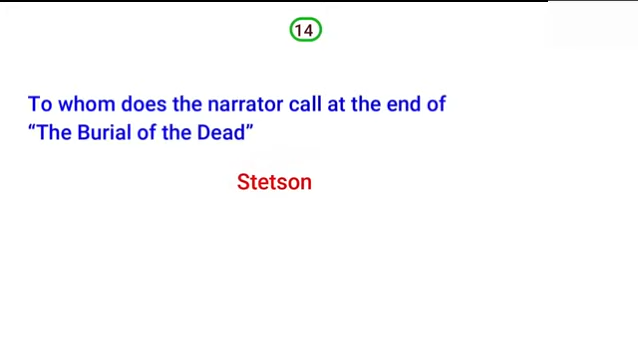 14
To whom does the narrator call at the end of
“The Burial of the Dead”
Stetson